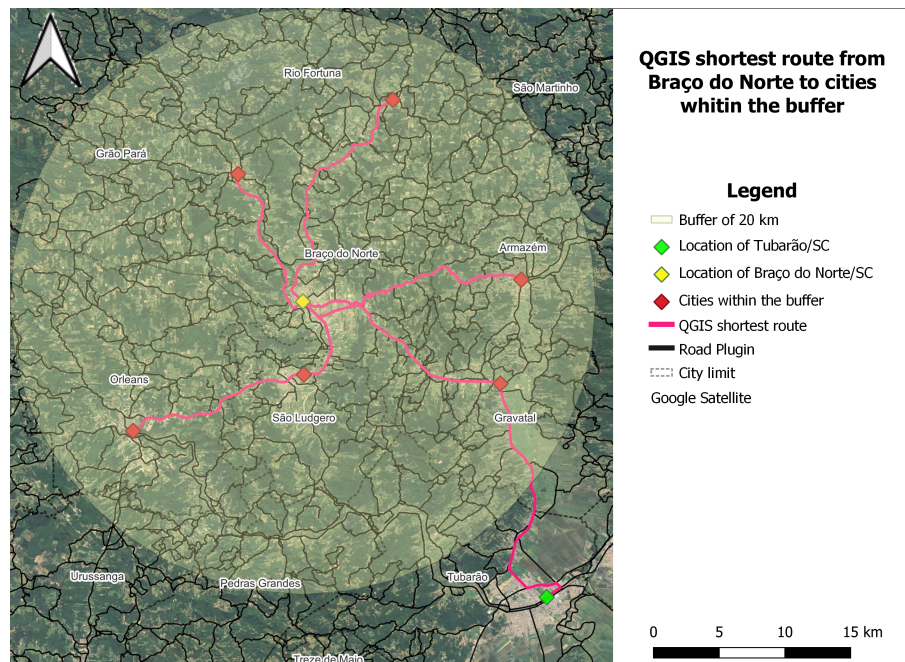 QGIS shortest route from
Braço do Norte to cities
whitin the buffer
Legend
Buffer of 20 km
Location of Tubarão/SC
Location of Braço do Norte/SC
Cities within the buffer
QGIS shortest route
Road Plugin
City limit
Google Satellite
0 5 10 15 km
Rio Fortuna
São Martinho
Grão Pará
Braço do Norte
Armazém
Orleans
São Ludgero
Gravatal
Urussanga
Pedras Grandes
Tubarão
Treze de Maio